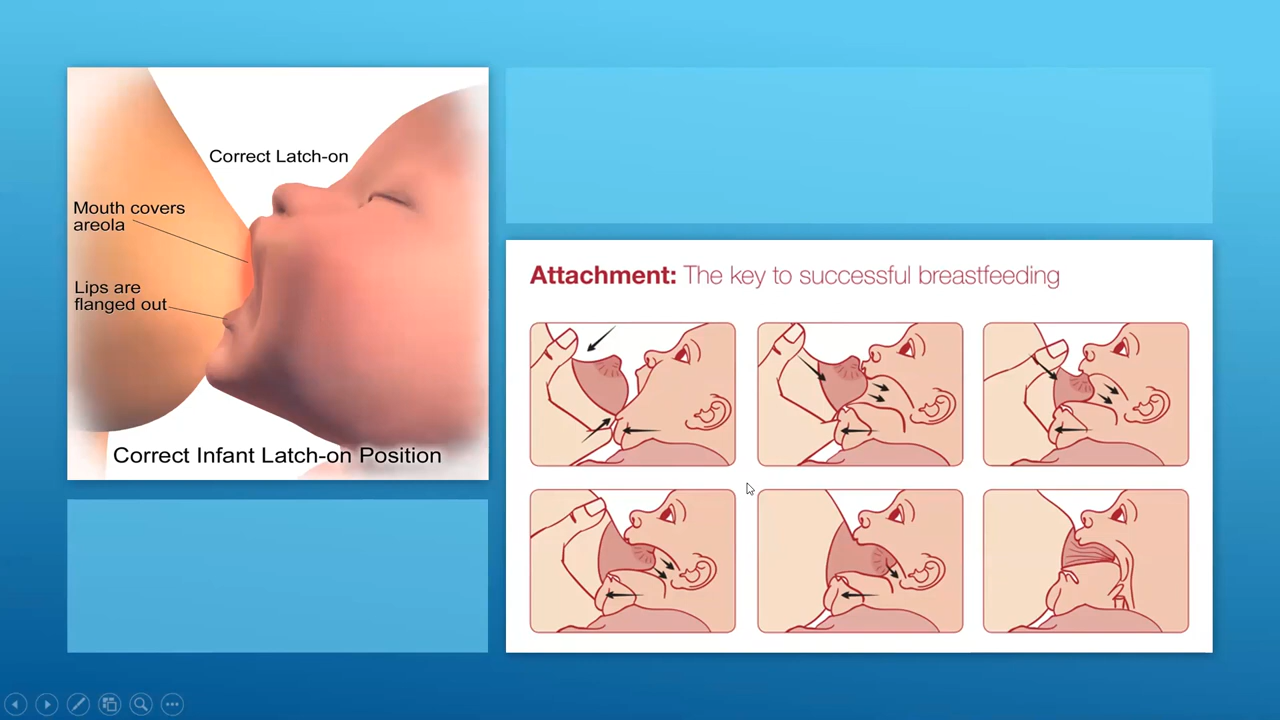 Correct Latch-on
Mouth covers
areola
Lips are
flanged out
Correct Infant Latch-on Position
Attachment: The key to successful breastfeeding